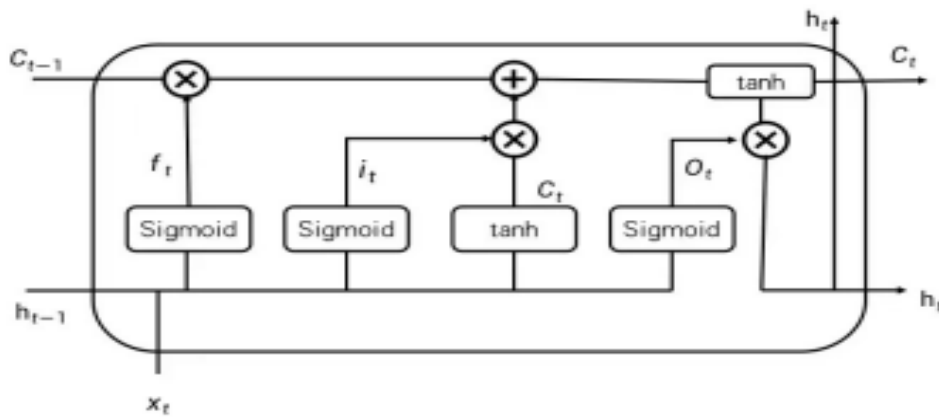 h_t
C_{t-1}
tanh
C_t
f_t
i_t
C_t
O_t
Sigmoid
Sigmoid
tanh
Sigmoid
h_{t-1}
h_t
x_t